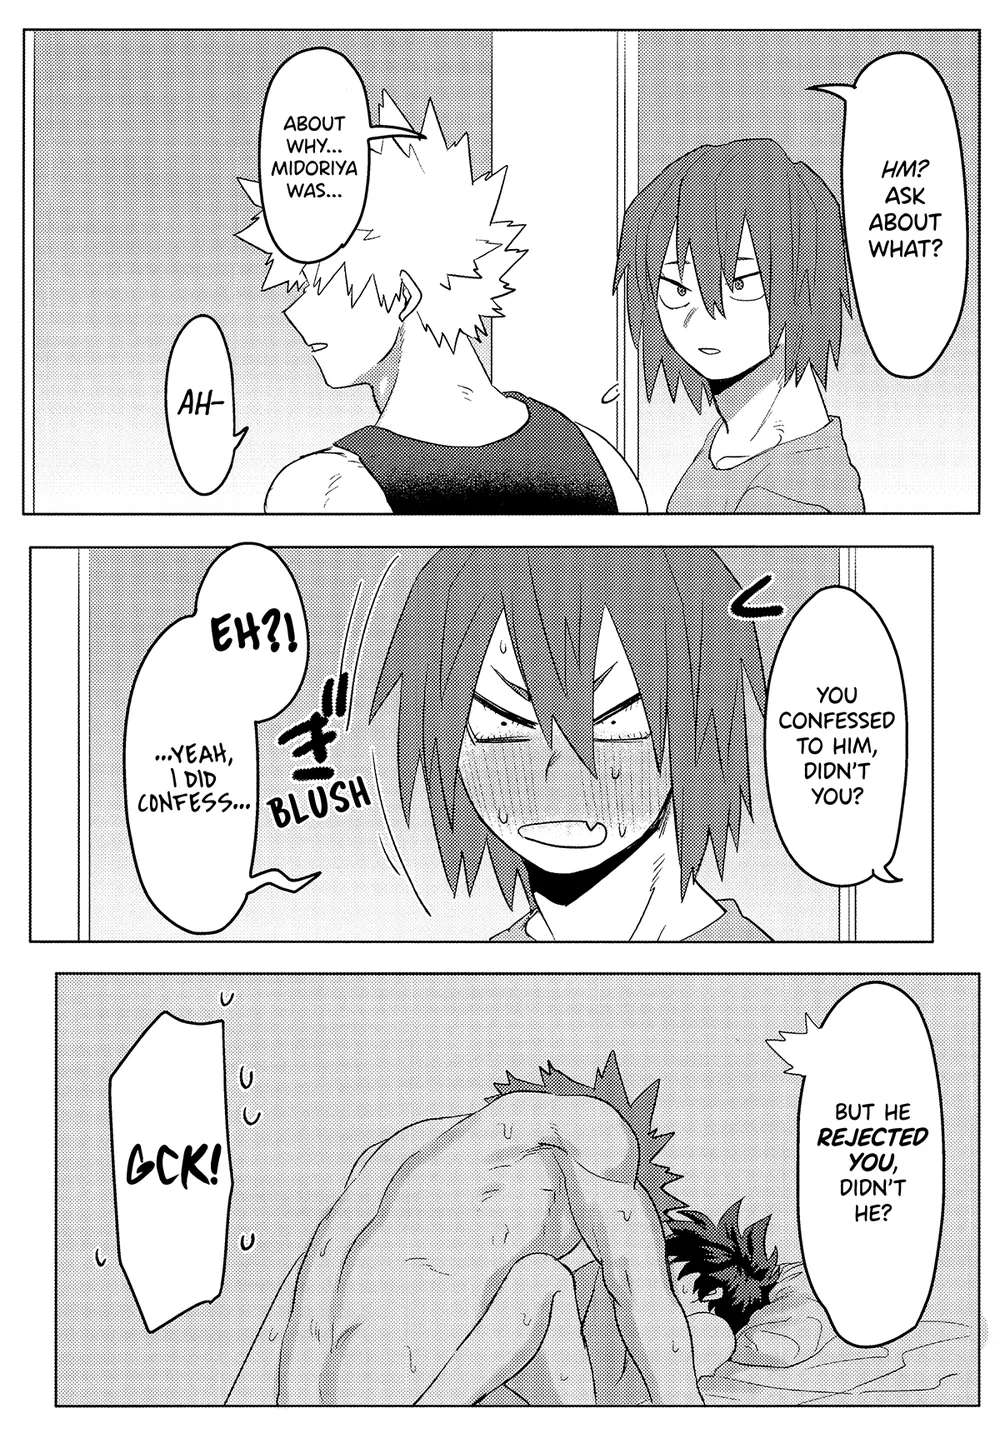 HM?
ASK
ABOUT
WHAT?
ABOUT
WHY...
MIDORIYA
WAS...
AH-
YOU
CONFESSED
TO HIM,
DIDN'T
YOU?
EH?!
BLUSH
...YEAH,
I DID
CONFESS...
BUT HE
REJECTED
YOU,
DIDN'T
HE?
GCK!